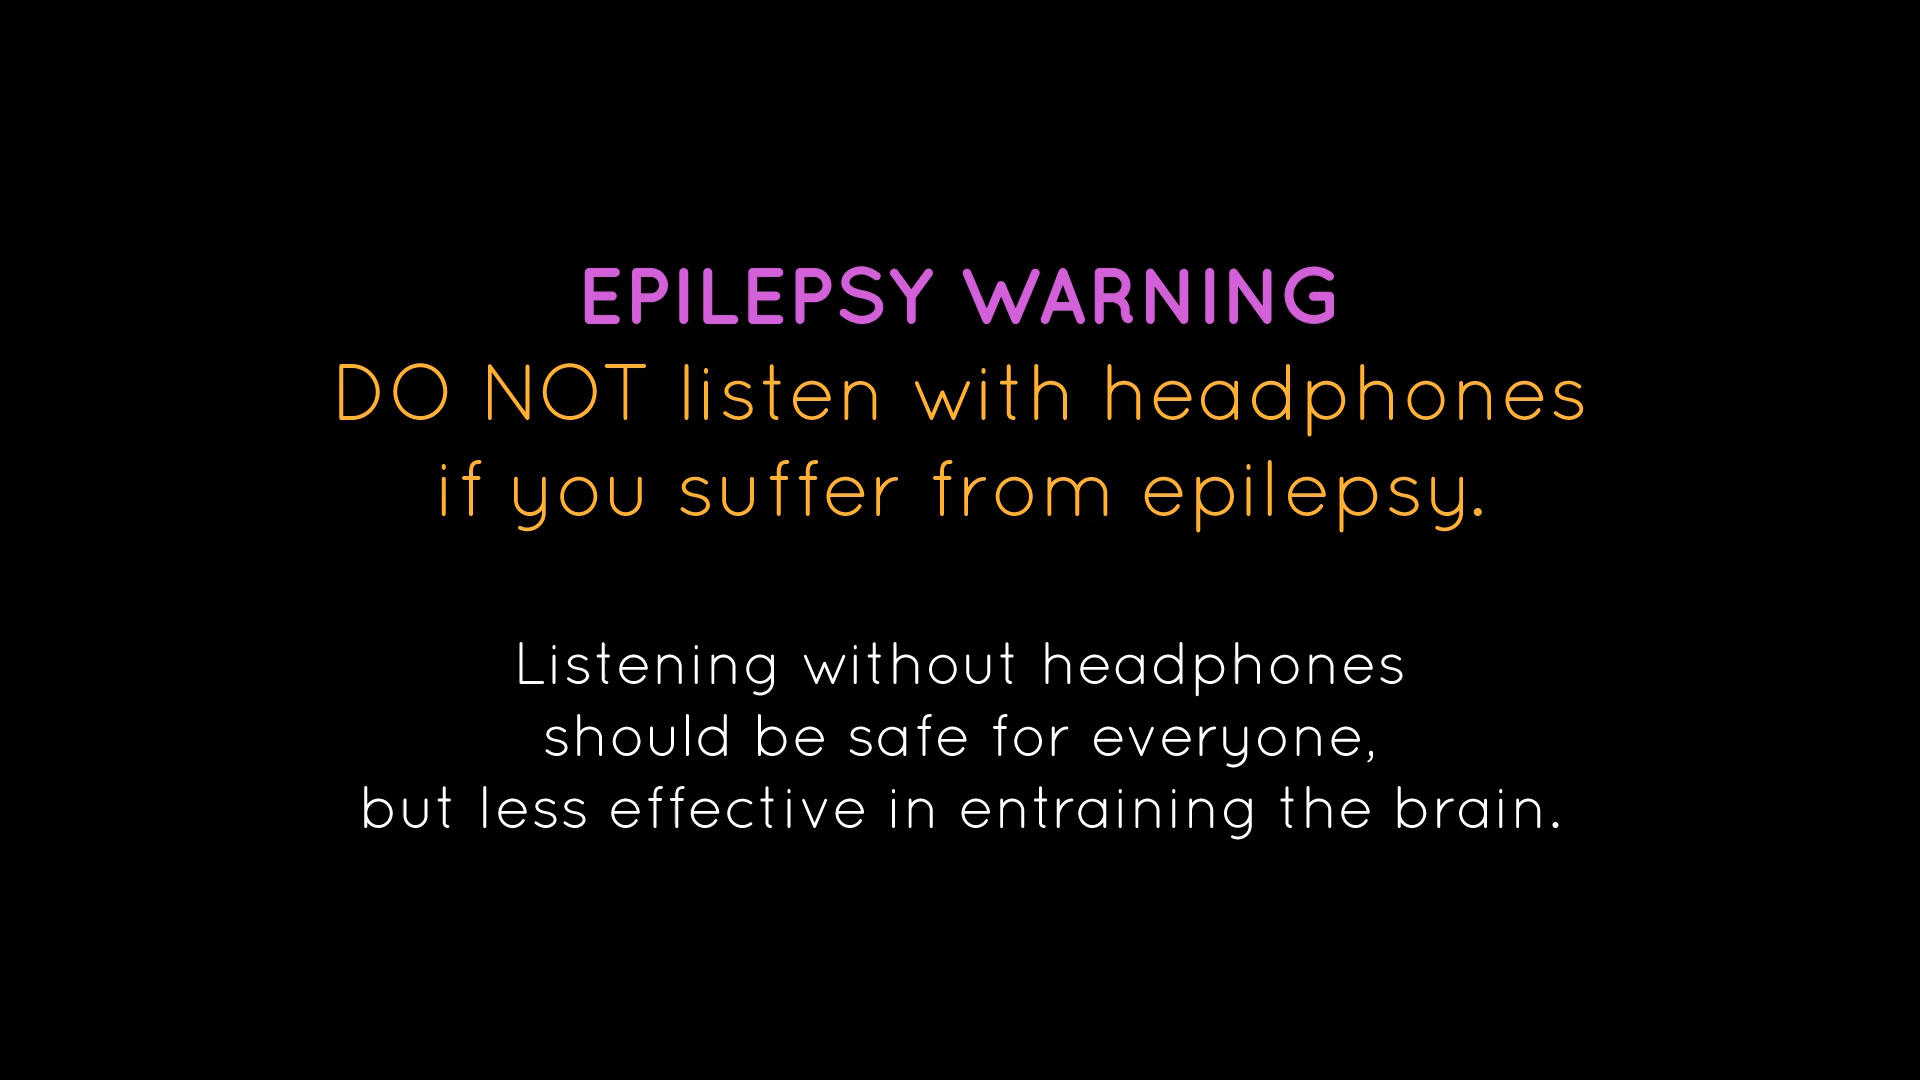 EPILEPSY WARNING
DO NOT listen with headphones
if you suffer from epilepsy.
Listening without headphones
should be safe for everyone,
but less effective in entraining the brain.